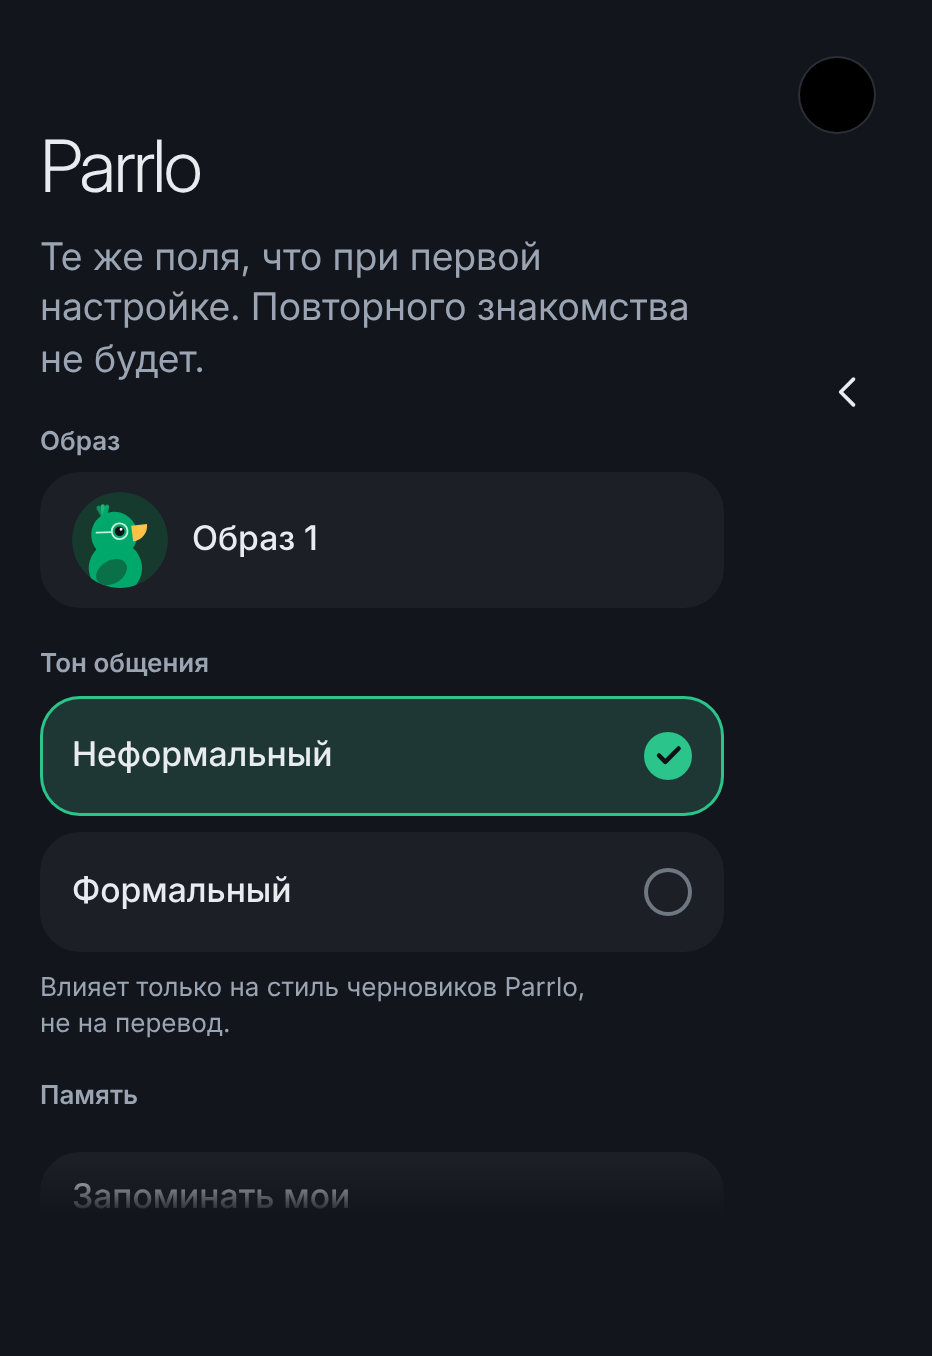 Parrlo
Те же поля, что при первой
настройке. Повторного знакомства
не будет.
Образ
Образ 1
Тон общения
Неформальный
Формальный
Влияет только на стиль черновиков Parrlo,
не на перевод.
Память
Запоминать мои